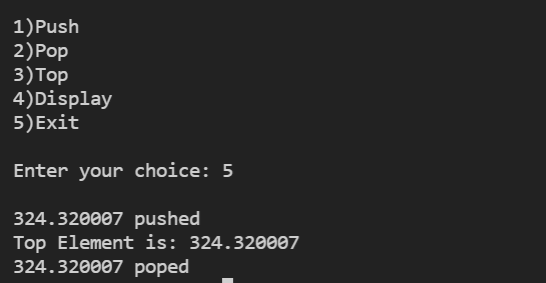 1)Push
2)Pop
3)Top
4)Display
5)Exit
Enter your choice: 5
324.320007 pushed
Top Element is: 324.320007
324.320007 poped